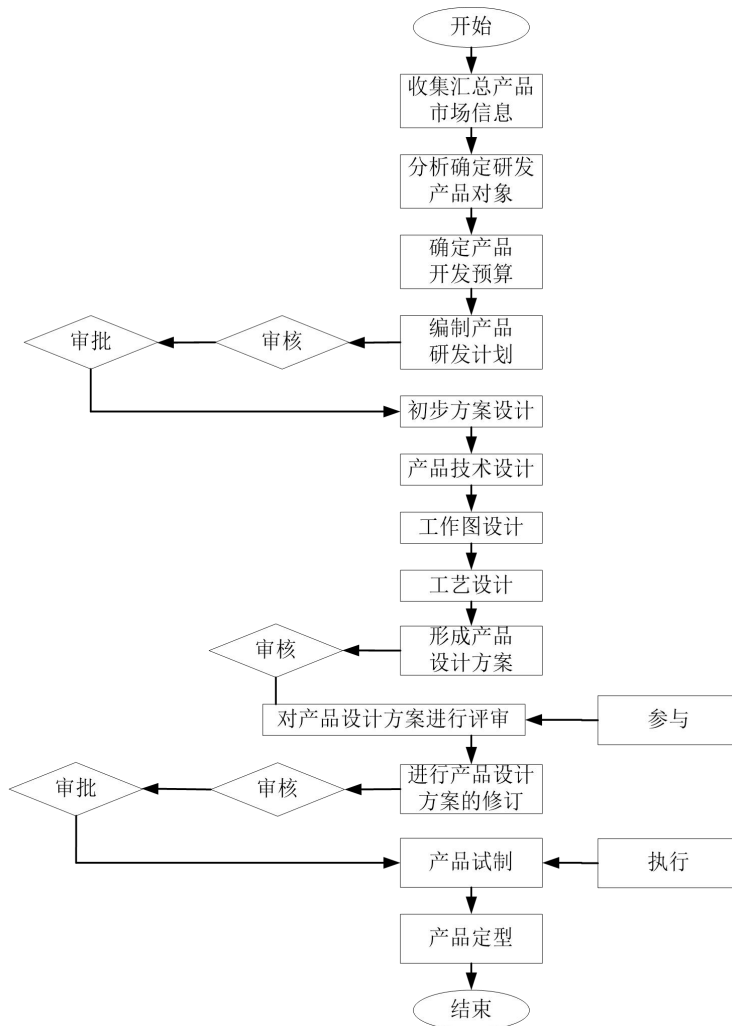 开始
收集汇总产品
市场信息
分析确定研发
产品对象
确定产品
开发预算
审批
审核
编制产品
研发计划
初步方案设计
产品技术设计
工作图设计
工艺设计
审核
形成产品
设计方案
对产品设计方案进行评审
参与
审批
审核
进行产品设计
方案的修订
产品试制
执行
产品定型
结束